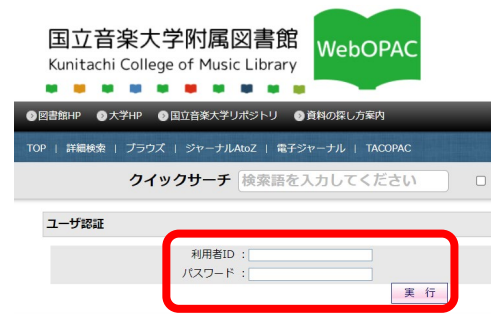 国立音楽大学附属図書館
Kunitachi College of Music Library
WebOPAC
図書館HP 大学HP 国立音楽大学リポジトリ 資料の探し方案内
TOP | 詳細検索 | ブラウズ | ジャーナルAtoZ | 電子ジャーナル | TACOPAC
クイックサーチ 検索語を入力してください
ユーザ認証
利用者ID :
パスワード :
実 行